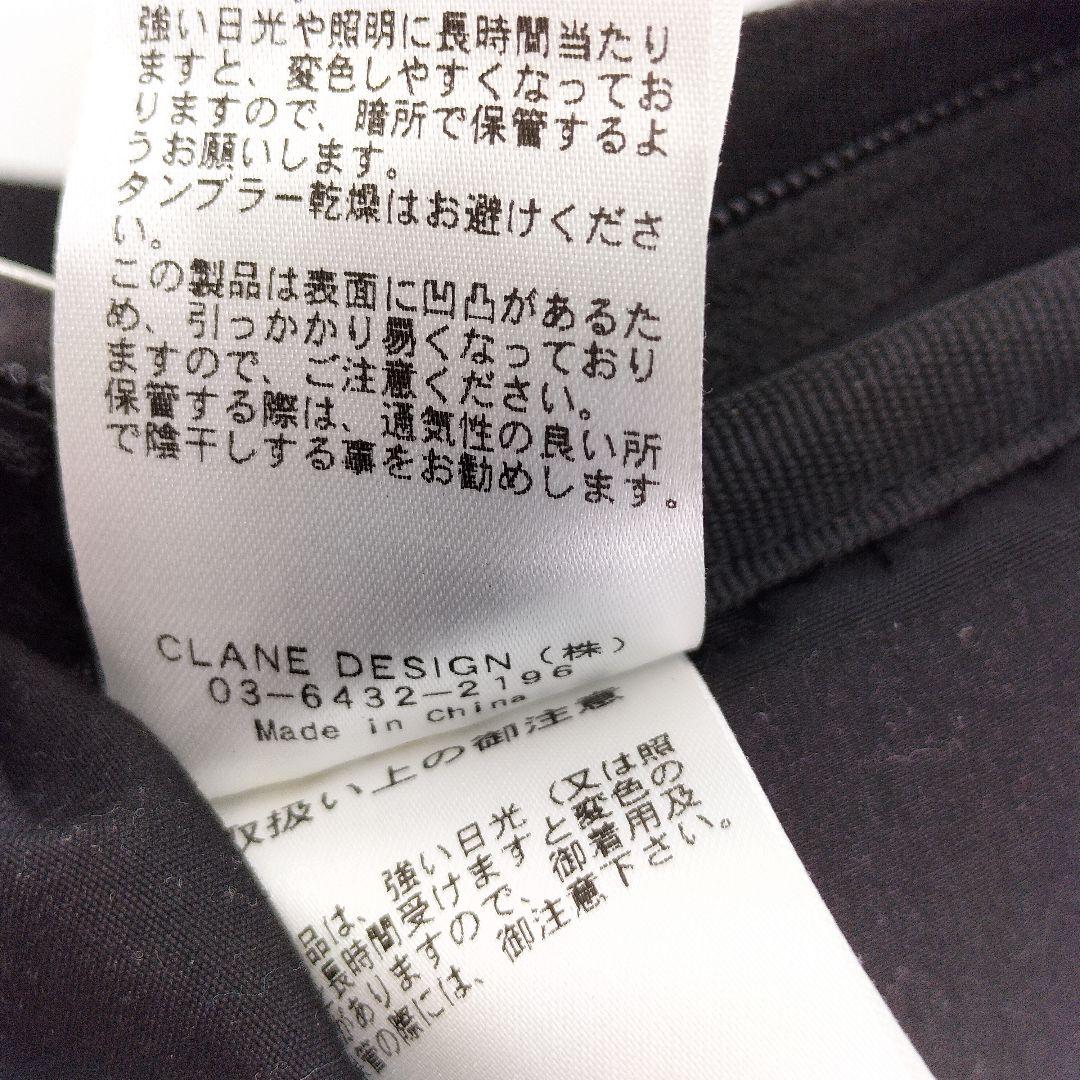 強い日光や照明に長時間当たり
ますと、変色しやすくなってお
りますので、暗所で保管するよ
うお願いします。
タンブラー乾燥はお避けくださ
い。
この製品は表面に凹凸があるた
め、引っかかり易くなっており
ますので、ご注意ください。
保管する際は、通気性の良い所
で陰干しする事をお勧めします。
CLANE DESIGN（株）
03-6432-2196
Made in China
取扱い上の御注意
品は、強い日光（又は照
長時間受けますと変色の
がありますので、御着用及
管の際には、御注意下さい。